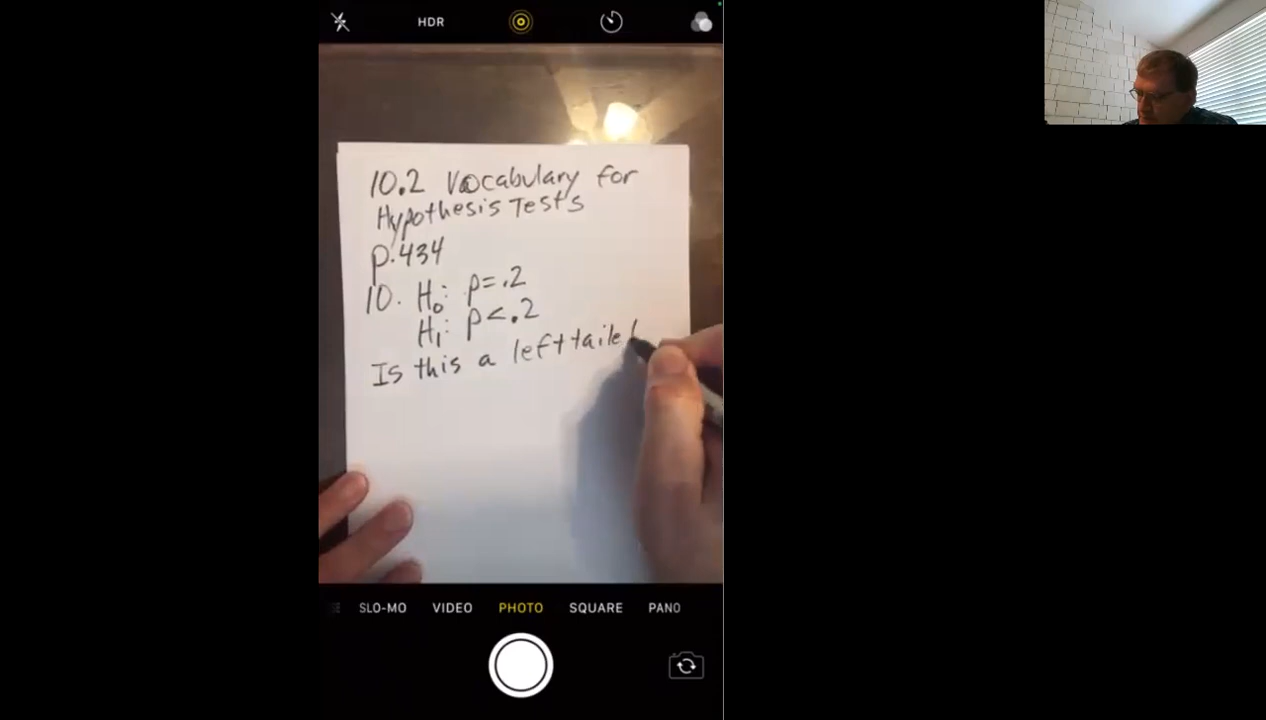 HDR
10.2 Vocabulary for
Hypothesis Tests
p.434
10. H₀: p=.2
H₁: p<.2
Is this a left taile
SLO-MO VIDEO PHOTO SQUARE PANO